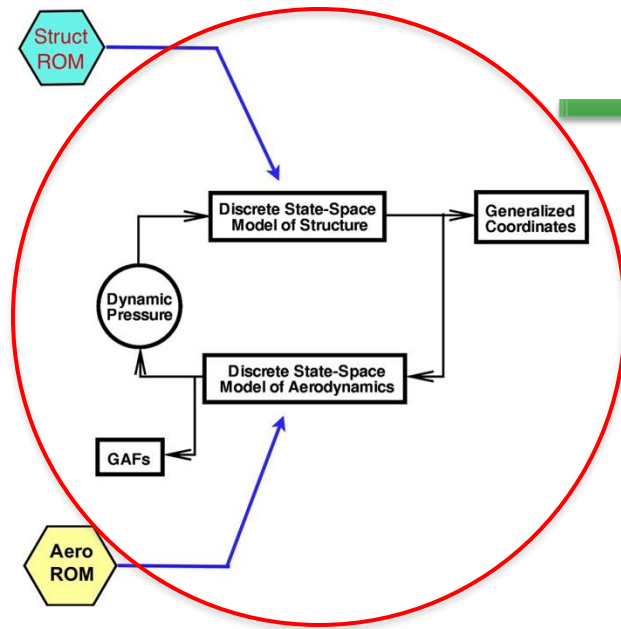 Struct
ROM
Discrete State-Space
Model of Structure
Generalized
Coordinates
Dynamic
Pressure
Discrete State-Space
Model of Aerodynamics
GAFs
Aero
ROM